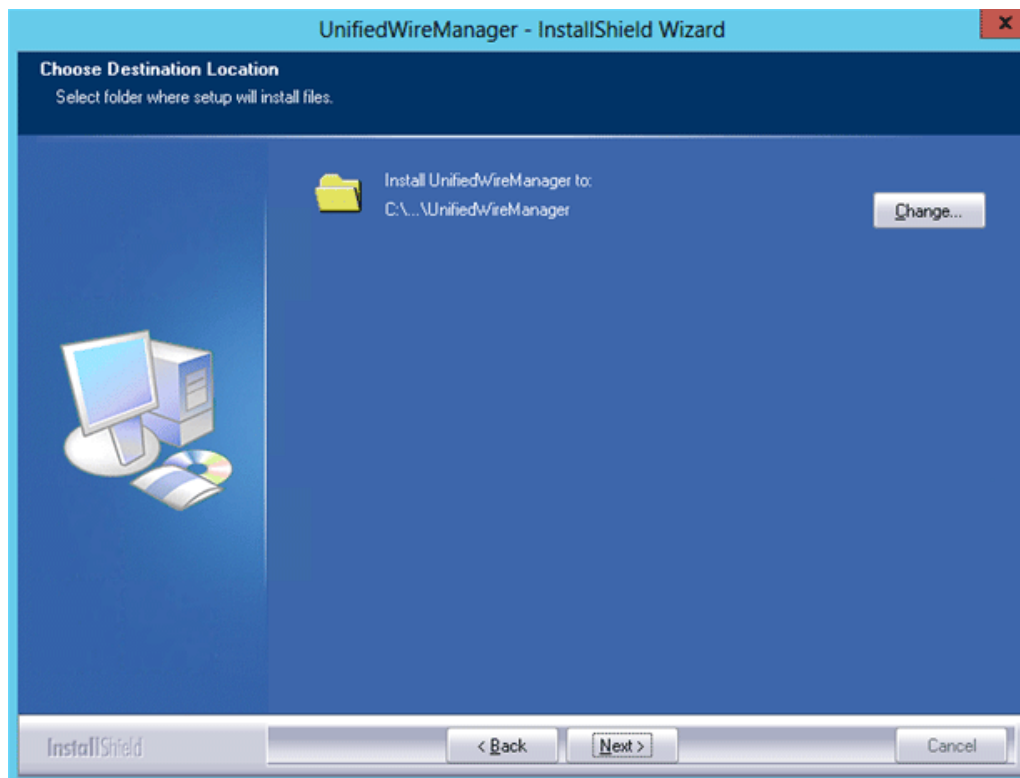 UnifiedWireManager - InstallShield Wizard
Choose Destination Location
Select folder where setup will install files.
Install UnifiedWireManager to:
C:\...\UnifiedWireManager
Change...
InstallShield
< Back
Next >
Cancel